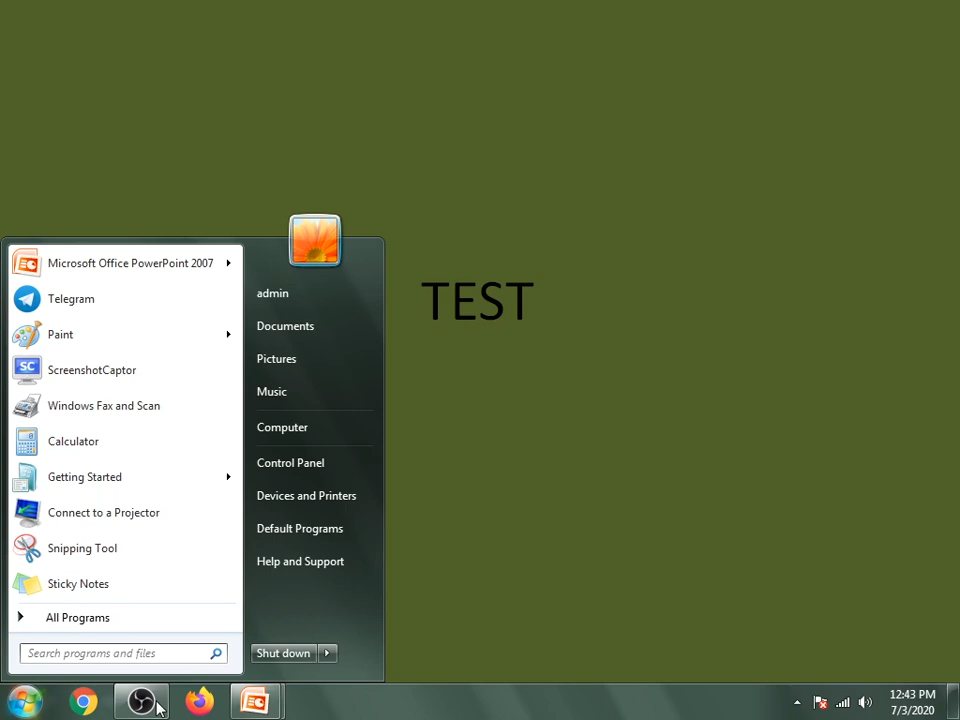 TEST
Microsoft Office PowerPoint 2007
Telegram
Paint
SC
ScreenshotCaptor
Windows Fax and Scan
Calculator
Getting Started
Connect to a Projector
Snipping Tool
Sticky Notes
All Programs
Search programs and files
admin
Documents
Pictures
Music
Computer
Control Panel
Devices and Printers
Default Programs
Help and Support
Shut down
12:43 PM
7/3/2020